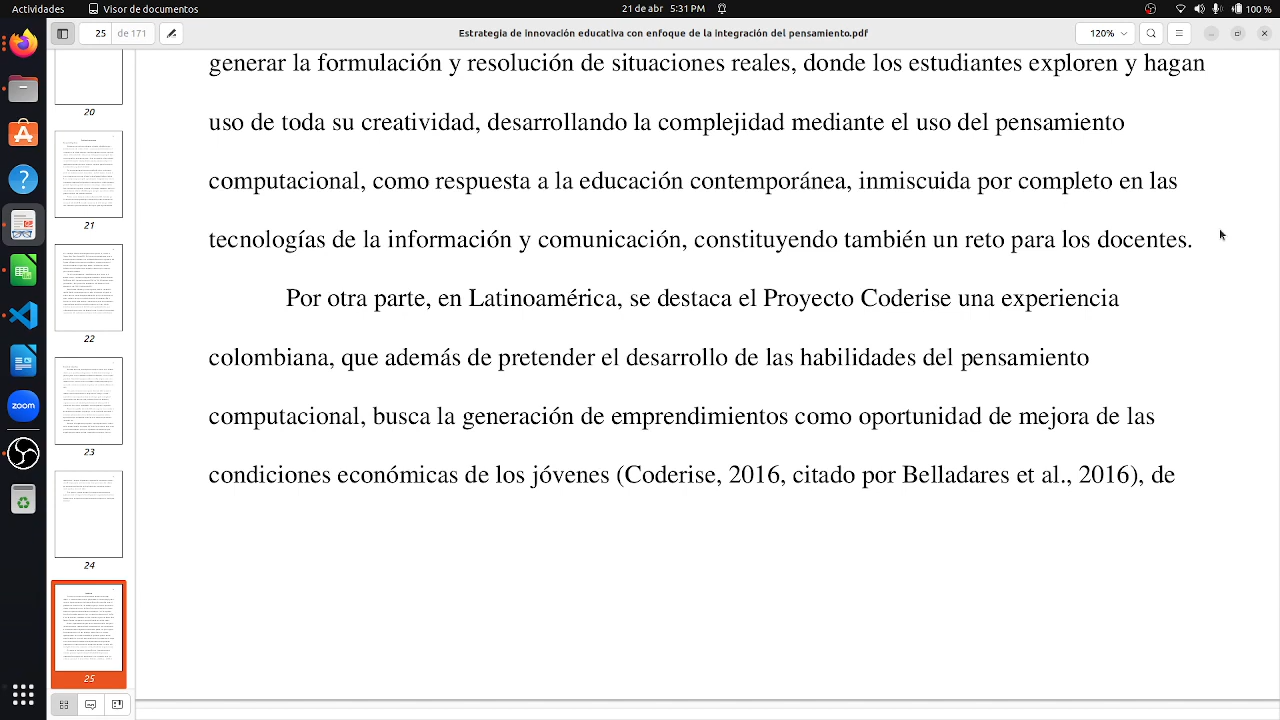 Actividades
Visor de documentos
21 de abr 5:31 PM
100 %
25
de 171
Estrategia de innovación educativa con enfoque de la integración del pensamiento.pdf
120%
20
21
22
23
24
25
zoom
generar la formulación y resolución de situaciones reales, donde los estudiantes exploren y hagan
uso de toda su creatividad, desarrollando la complejidad mediante el uso del pensamiento
computacional, como respuesta a la educación contemporánea, inmiscuida por completo en las
tecnologías de la información y comunicación, constituyendo también un reto para los docentes.
Por otra parte, en Latinoamérica, se destaca el Proyecto Coderise una experiencia
colombiana, que además de pretender el desarrollo de las habilidades del pensamiento
computacional, busca la generación de emprendimiento, como oportunidad de mejora de las
condiciones económicas de los jóvenes (Coderise, 2016, citado por Belladares et al., 2016), de